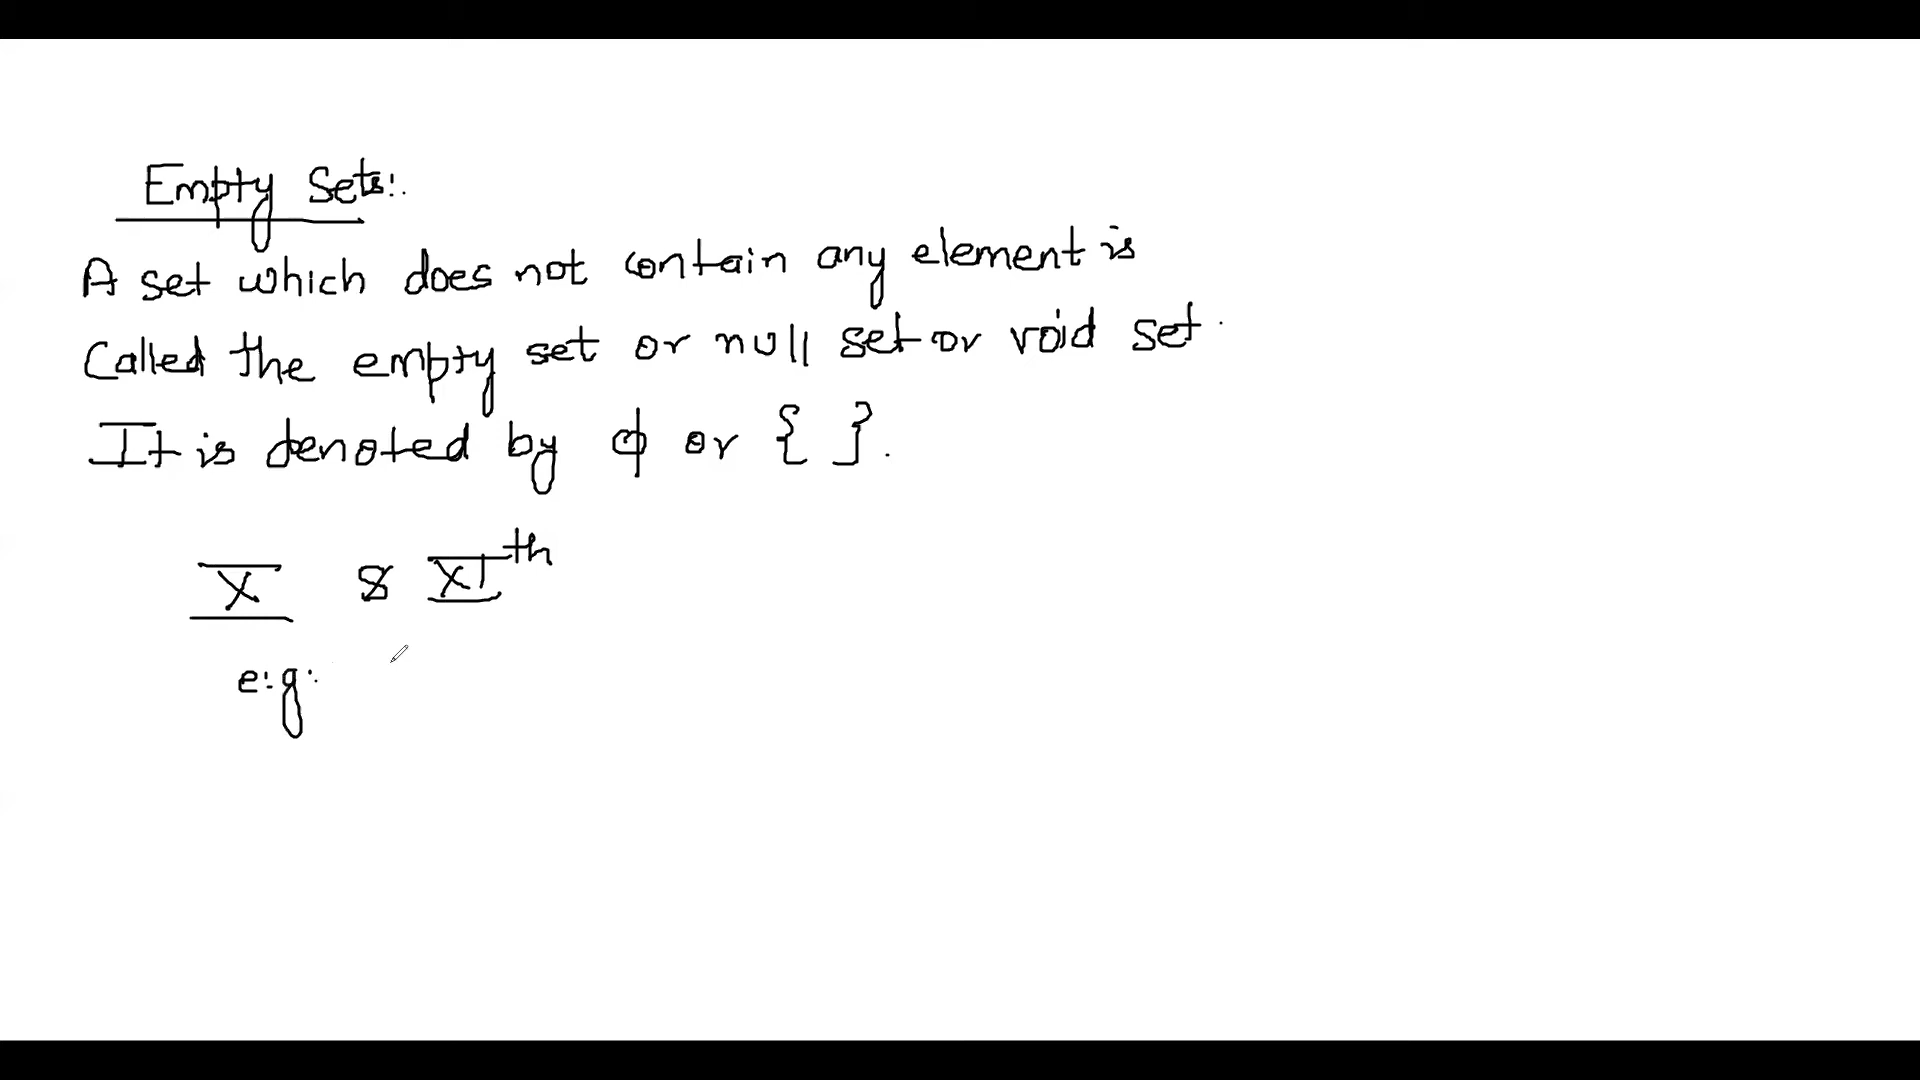 Empty Sets:.
A set which does not contain any element is
Called the empty set or null set or void set.
It is denoted by ϕ or { }.
X & XI th
e:g: